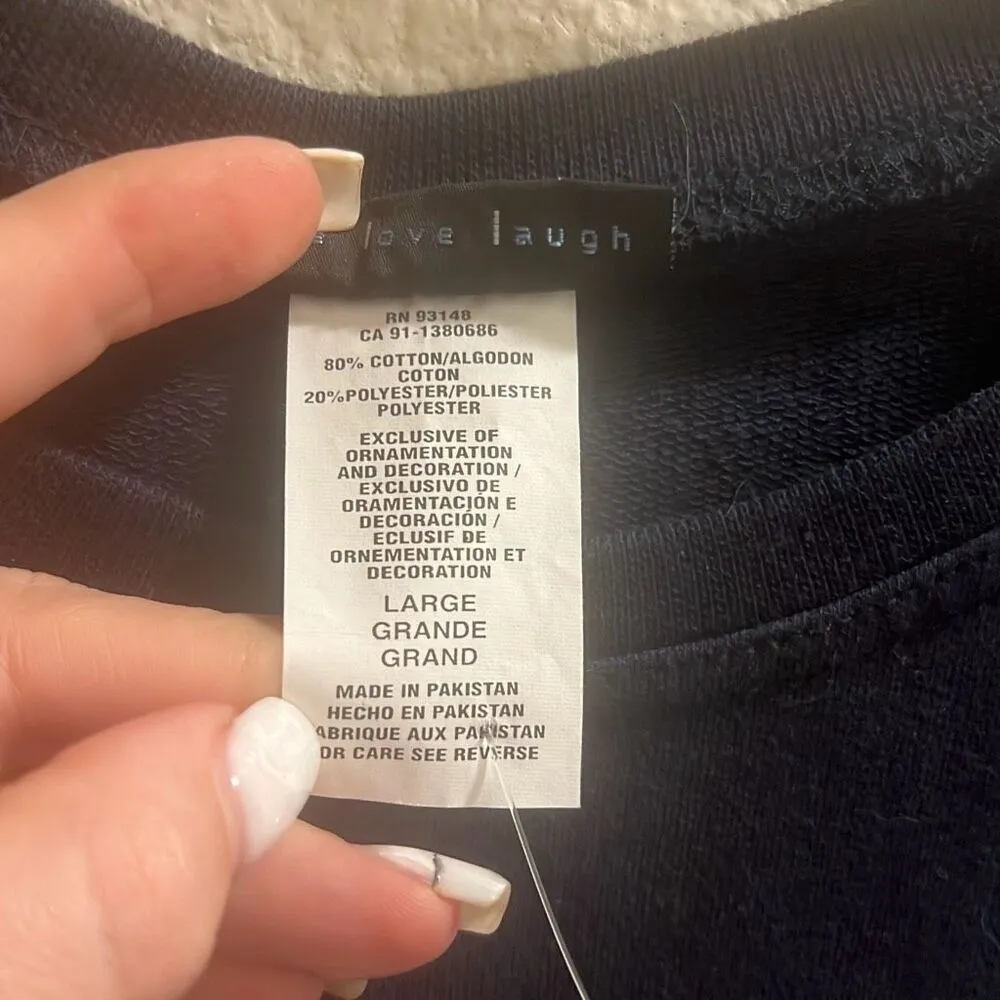 love laugh
RN 93148
CA 91-1380686
80% COTTON/ALGODON
COTON
20%POLYESTER/POLIESTER
POLYESTER
EXCLUSIVE OF
ORNAMENTATION
AND DECORATION /
EXCLUSIVO DE
ORAMENTACIÓN E
DECORACIÓN /
ECLUSIF DE
ORNEMENTATION ET
DECORATION
LARGE
GRANDE
GRAND
MADE IN PAKISTAN
HECHO EN PAKISTAN
ABRIQUE AUX PAKISTAN
OR CARE SEE REVERSE